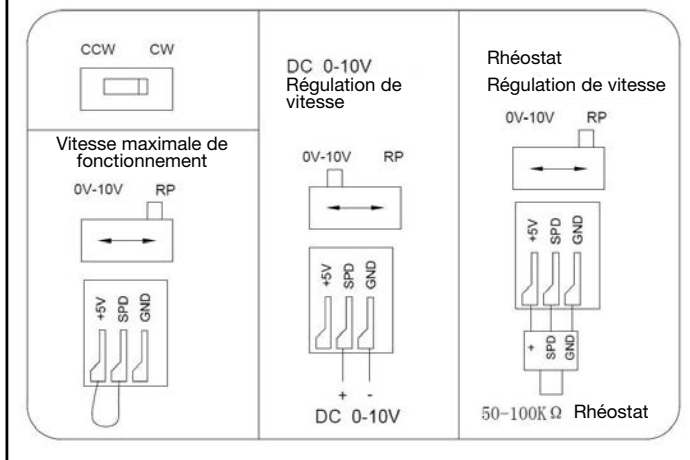 CCW CW
Vitesse maximale de
fonctionnement
0V-10V RP
+5V SPD GND
DC 0-10V
Régulation de
vitesse
0V-10V RP
+5V SPD GND
+ -
DC 0-10V
Rhéostat
Régulation de vitesse
0V-10V RP
+5V SPD GND
+ SPD GND
50-100KΩ Rhéostat